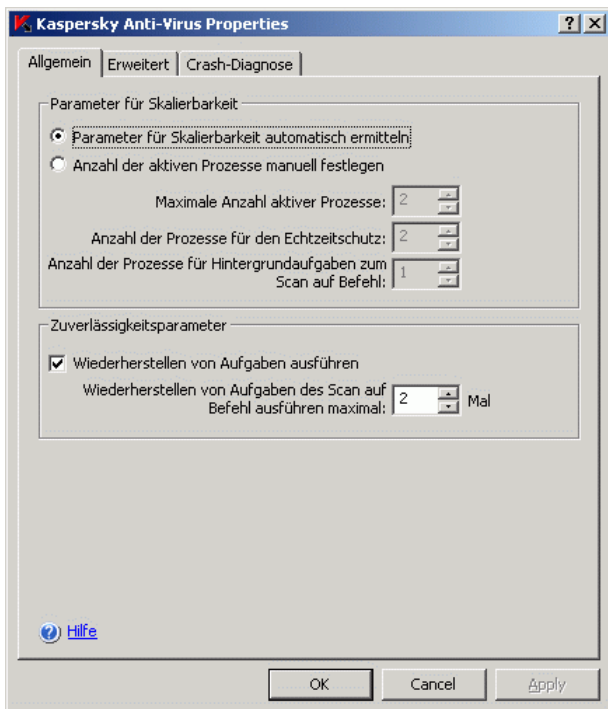 Kaspersky Anti-Virus Properties
Allgemein
Erweitert
Crash-Diagnose
Parameter für Skalierbarkeit
Parameter für Skalierbarkeit automatisch ermitteln
Anzahl der aktiven Prozesse manuell festlegen
Maximale Anzahl aktiver Prozesse: 2
Anzahl der Prozesse für den Echtzeitschutz: 2
Anzahl der Prozesse für Hintergrundaufgaben zum
Scan auf Befehl: 1
Zuverlässigkeitsparameter
Wiederherstellen von Aufgaben ausführen
Wiederherstellen von Aufgaben des Scan auf
Befehl ausführen maximal: 2 Mal
Hilfe
OK
Cancel
Apply